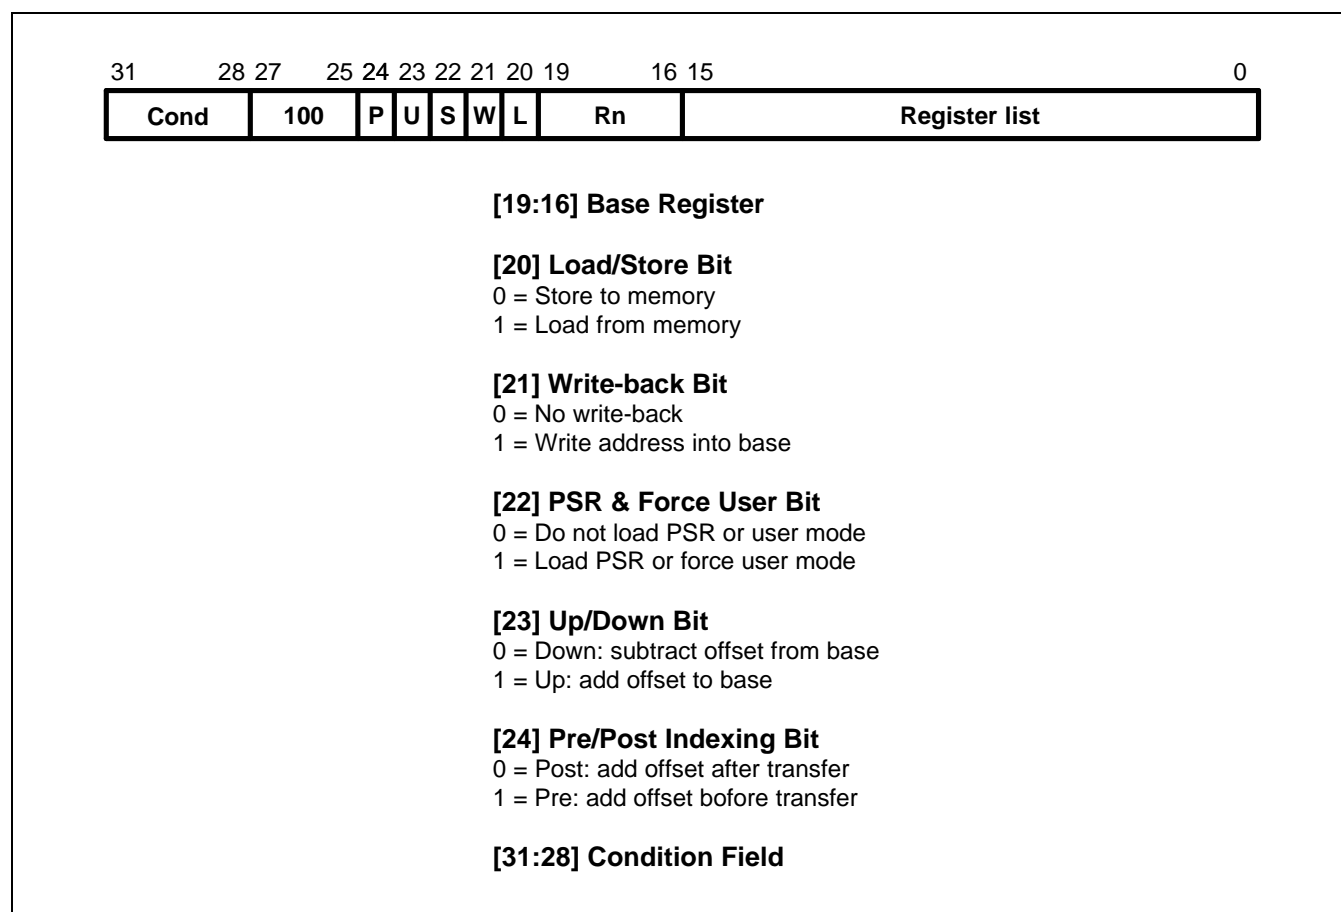 31 28 27 25 24 23 22 21 20 19 16 15 0
Cond 100 P U S W L Rn Register list
[19:16] Base Register
[20] Load/Store Bit
0 = Store to memory
1 = Load from memory
[21] Write-back Bit
0 = No write-back
1 = Write address into base
[22] PSR & Force User Bit
0 = Do not load PSR or user mode
1 = Load PSR or force user mode
[23] Up/Down Bit
0 = Down: subtract offset from base
1 = Up: add offset to base
[24] Pre/Post Indexing Bit
0 = Post: add offset after transfer
1 = Pre: add offset bofore transfer
[31:28] Condition Field